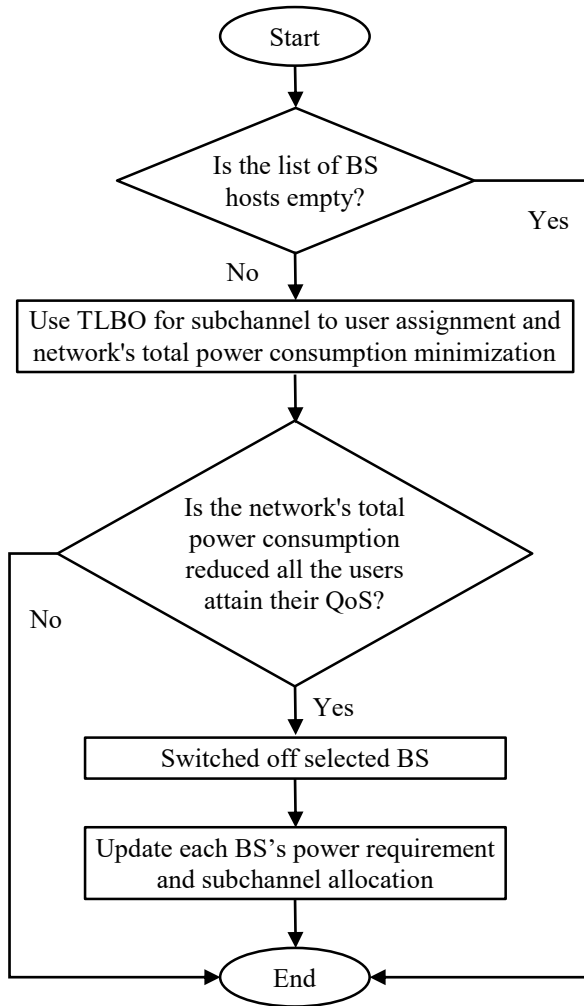 Start
Is the list of BS
hosts empty?
Yes
No
Use TLBO for subchannel to user assignment and
network's total power consumption minimization
Is the network's total
power consumption
reduced all the users
attain their QoS?
No
Yes
Switched off selected BS
Update each BS’s power requirement
and subchannel allocation
End